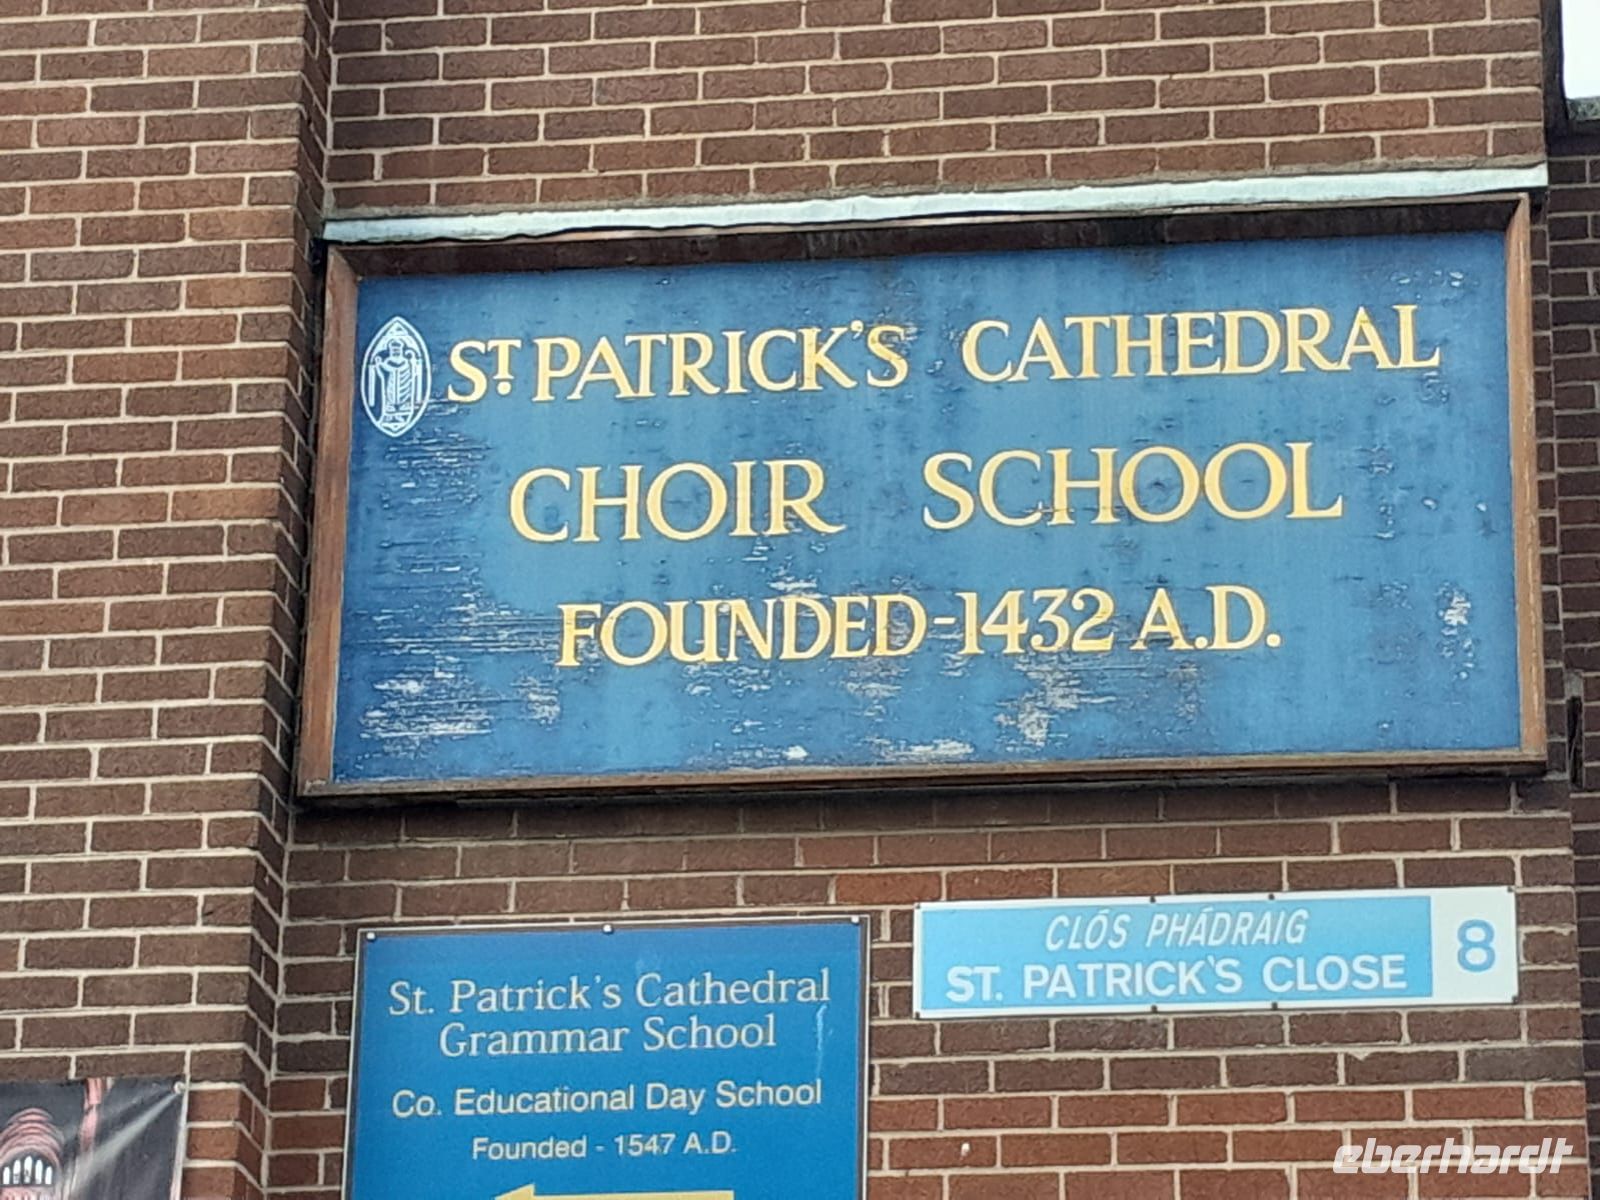 ST. PATRICK'S CATHEDRAL
CHOIR SCHOOL
FOUNDED-1432 A.D.
CLÓS PHÁDRAIG
ST. PATRICK'S CLOSE
8
St. Patrick's Cathedral
Grammar School
Co. Educational Day School
Founded - 1547 A.D.
eberhardt